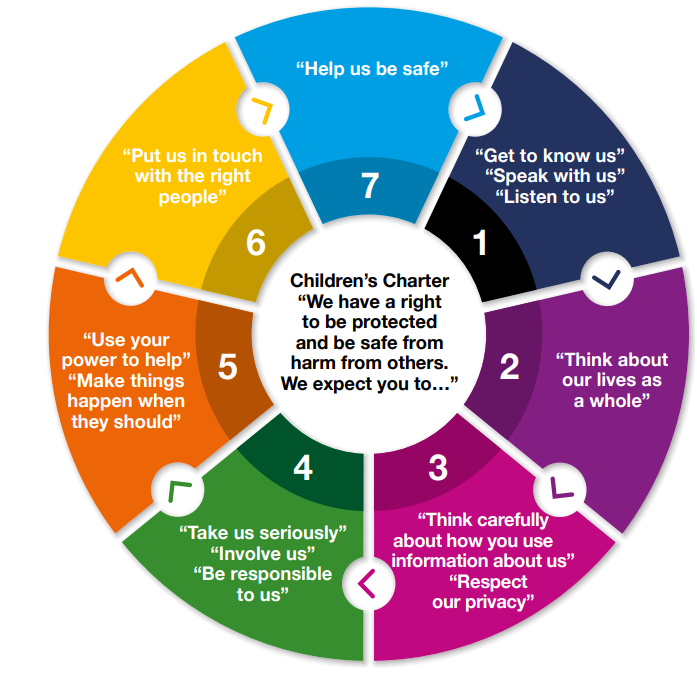 Children’s Charter
“We have a right
to be protected
and be safe from
harm from others.
We expect you to…”
1
“Get to know us”
“Speak with us”
“Listen to us”
2
“Think about
our lives as
a whole”
3
“Think carefully
about how you use
information about us”
“Respect
our privacy”
4
“Take us seriously”
“Involve us”
“Be responsible
to us”
5
“Use your
power to help”
“Make things
happen when
they should”
6
“Put us in touch
with the right
people”
7
“Help us be safe”